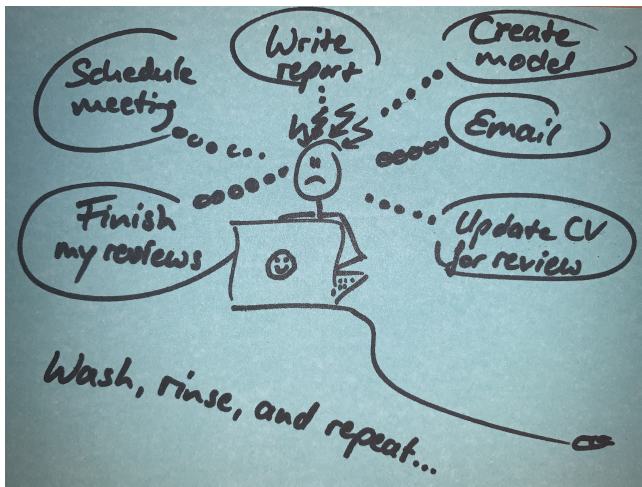 Schedule
meeting
Write
report
Create
model
Email
Finish
my reviews
Update CV
for review
Wash, rinse, and repeat...